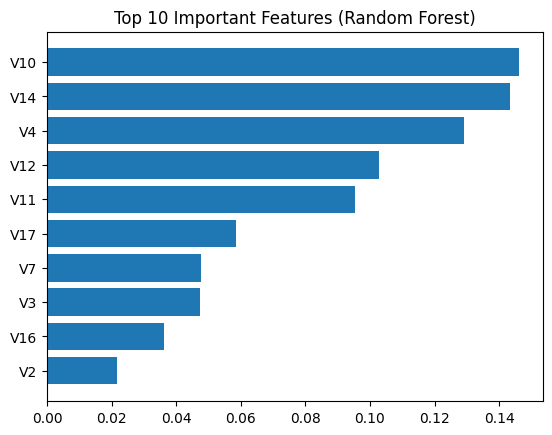 Top 10 Important Features (Random Forest)
V10
V14
V4
V12
V11
V17
V7
V3
V16
V2
0.00 0.02 0.04 0.06 0.08 0.10 0.12 0.14